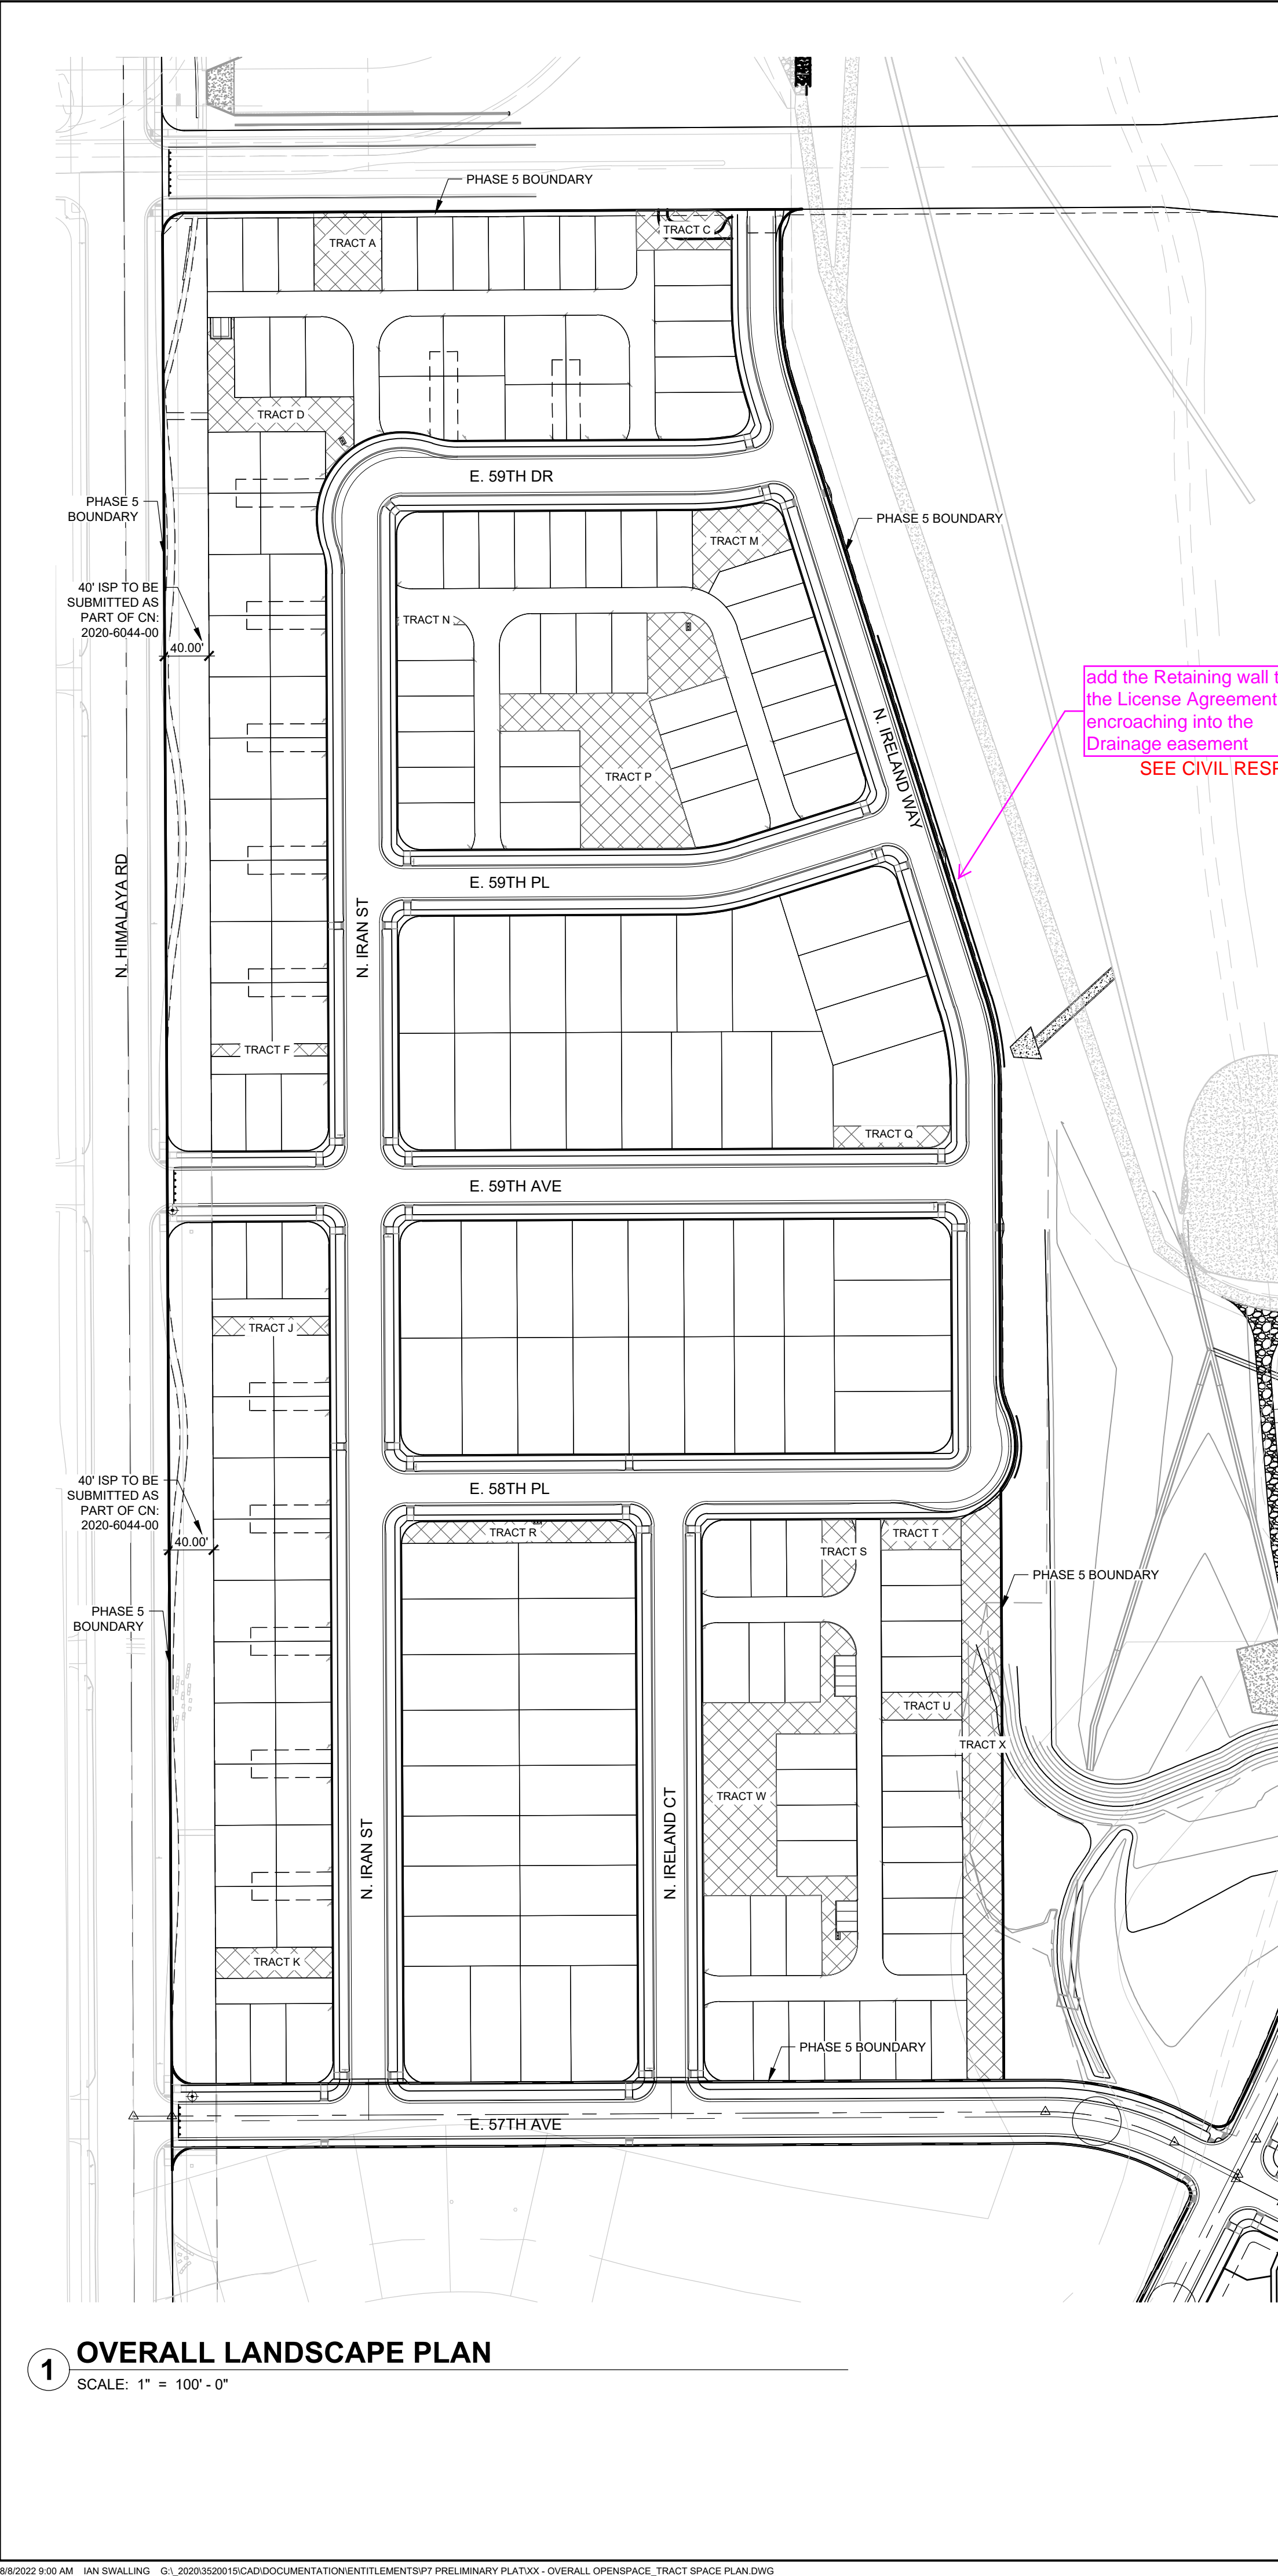 PHASE 5 BOUNDARY
TRACT A
TRACT C
TRACT D
E. 59TH DR
PHASE 5
BOUNDARY
PHASE 5 BOUNDARY
TRACT M
40' ISP TO BE
SUBMITTED AS
PART OF CN:
2020-6044-00
40.00'
TRACT N
add the Retaining wall
the License Agreement
encroaching into the
Drainage easement
SEE CIVIL
N. IRELAND WAY
TRACT P
N. HIMALAYA RD
E. 59TH PL
N. IRAN ST
TRACT F
TRACT Q
E. 59TH AVE
TRACT J
40' ISP TO BE
SUBMITTED AS
PART OF CN:
2020-6044-00
40.00'
E. 58TH PL
TRACT R
TRACT S
TRACT T
PHASE 5 BOUNDARY
PHASE 5
BOUNDARY
TRACT U
TRACT X
TRACT W
N. IRAN ST
N. IRELAND CT
TRACT K
PHASE 5 BOUNDARY
E. 57TH AVE
1
OVERALL LANDSCAPE PLAN
SCALE: 1" = 100' - 0"
8/8/2022 9:00 AM IAN SWALLING G:\_2020\3520015\CAD\DOCUMENTATION\ENTITLEMENTS\P7 PRELIMINARY PLAT\XX - OVERALL OPENSPACE_TRACT SPACE PLAN.DWG